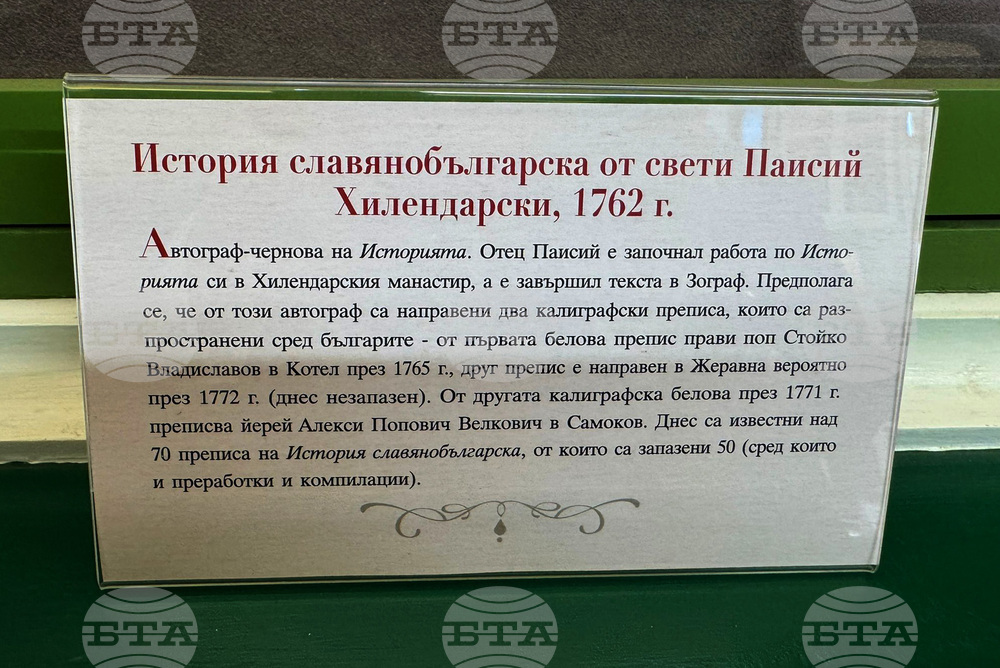 БТА БТА БТА
История славянобългарска от свети Паисий
Хилендарски, 1762 г.
Автограф-чернова на Историята. Отец Паисий е започнал работа по Исто-
рията си в Хилендарския манастир, а е завършил текста в Зограф. Предполага
се, че от този автограф са направени два калиграфски преписа, които са раз-
пространени сред българите - от първата белова препис прави поп Стойко
Владиславов в Котел през 1765 г., друг препис е направен в Жеравна вероятно
през 1772 г. (днес незапазен). От другата калиграфска белова през 1771 г.
преписва йерей Алекси Попович Велкович в Самоков. Днес са известни над
70 преписа на История славянобългарска, от които са запазени 50 (сред които
и преработки и компилации).
БТА БТА БТА